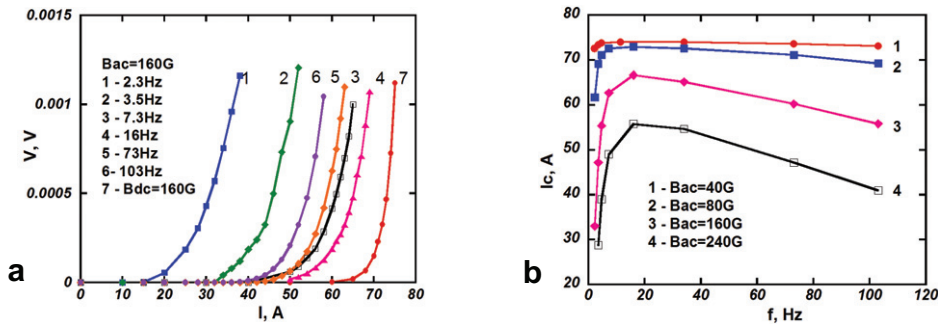 0.0015
0.001
0.0005
0
V, V
Bac=160G
1 - 2.3Hz
2 - 3.5Hz
3 - 7.3Hz
4 - 16Hz
5 - 73Hz
6 - 103Hz
7 - Bdc=160G
1
2
6
5
3
4
7
0 10 20 30 40 50 60 70 80
I, A
a
80
70
60
50
40
30
20
Ic, A
1
2
3
4
1 - Bac=40G
2 - Bac=80G
3 - Bac=160G
4 - Bac=240G
0 20 40 60 80 100 120
f, Hz
b